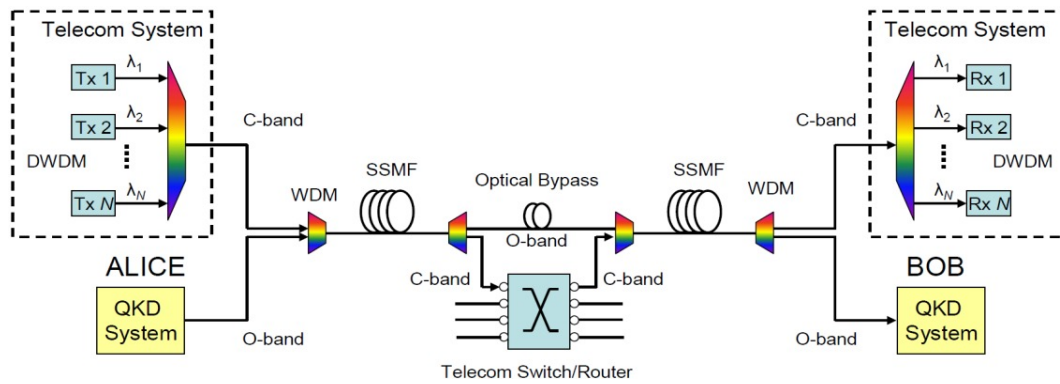 Telecom System
λ1
Tx 1
λ2
Tx 2
DWDM
λN
Tx N
C-band
ALICE
QKD
System
O-band
WDM
SSMF
Optical Bypass
O-band
C-band
C-band
Telecom Switch/Router
SSMF
WDM
C-band
Telecom System
λ1
Rx 1
λ2
Rx 2
DWDM
λN
Rx N
BOB
QKD
System
O-band